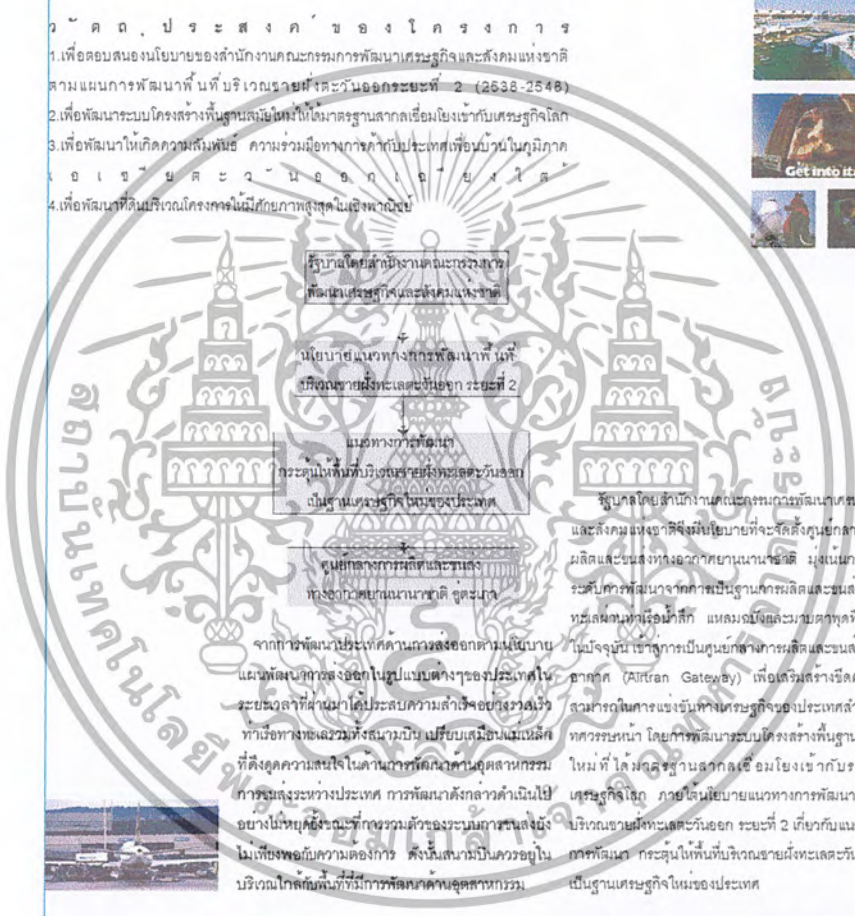 วัตถุประสงค์ของโครงการ
1.เพื่อตอบสนองนโยบายของสำนักงานคณะกรรมการพัฒนาเศรษฐกิจและสังคมแห่งชาติ
ตามแผนการพัฒนาพื้นที่บริเวณชายฝั่งตะวันออกระยะที่ 2 (2538-2548)
2.เพื่อพัฒนาระบบโครงสร้างพื้นฐานสมัยใหม่ให้ได้มาตรฐานสากลเชื่อมโยงเข้ากับเศรษฐกิจโลก
3.เพื่อพัฒนาให้เกิดความสัมพันธ์ ความร่วมมือทางการค้ากับประเทศเพื่อนบ้านในภูมิภาค
เอเชียตะวันออกเฉียงใต้
4.เพื่อพัฒนาที่ดินบริเวณโครงการให้มีศักยภาพสูงสุดในเชิงพาณิชย์
Get into it
รัฐบาลโดยสำนักงานคณะกรรมการ
พัฒนาเศรษฐกิจและสังคมแห่งชาติ
นโยบายแนวทางการพัฒนาพื้นที่
บริเวณชายฝั่งทะเลตะวันออก ระยะที่ 2
แนวทางการพัฒนา
กระตุ้นให้พื้นที่บริเวณชายฝั่งทะเลตะวันออก
เป็นฐานเศรษฐกิจใหม่ของประเทศ
ศูนย์กลางการผลิตและขนส่ง
ทางอากาศยานนานาชาติ อู่ตะเภา
จากการพัฒนาประเทศด้านการส่งออกตามนโยบาย
แผนพัฒนาการส่งออกในรูปแบบต่างๆของประเทศใน
ระยะเวลาที่ผ่านมาได้ประสบความสำเร็จอย่างรวดเร็ว
ท่าเรือทางทะเลรวมทั้งสนามบิน เปรียบเสมือนแม่เหล็ก
ที่ดึงดูดความสนใจในด้านการพัฒนาด้านอุตสาหกรรม
การขนส่งระหว่างประเทศ การพัฒนาดังกล่าวดำเนินไป
อย่างไม่หยุดยั้งขณะที่การรวมตัวของระบบการขนส่งยัง
ไม่เพียงพอกับความต้องการ ดังนั้นสนามบินควรอยู่ใน
บริเวณใกล้กับพื้นที่ที่มีการพัฒนาด้านอุตสาหกรรม
รัฐบาลโดยสำนักงานคณะกรรมการพัฒนาเศรษ
และสังคมแห่งชาติจึงมีนโยบายที่จะจัดตั้งศูนย์กลา
ผลิตและขนส่งทางอากาศยานนานาชาติ มุ่งเน้นก
ระดับการพัฒนาจากการเป็นฐานการผลิตและขนส
ทะเลผ่านท่าเรือน้ำลึก แหลมฉบังและมาบตาพุดที
ในปัจจุบัน เข้าสู่การเป็นศูนย์กลางการผลิตและขนส
อากาศ (Airtran Gateway) เพื่อเสริมสร้างขีดค
สามารถในการแข่งขันทางเศรษฐกิจของประเทศสำ
ทศวรรษหน้า โดยการพัฒนาระบบโครงสร้างพื้นฐาน
ใหม่ที่ได้มาตรฐานสากลเชื่อมโยงเข้ากับร
เศรษฐกิจโลก ภายใต้นโยบายแนวทางการพัฒนา
บริเวณชายฝั่งทะเลตะวันออก ระยะที่ 2 เกี่ยวกับแน
การพัฒนา กระตุ้นให้พื้นที่บริเวณชายฝั่งทะเลตะวัน
เป็นฐานเศรษฐกิจใหม่ของประเทศ
สถาบันเทคโนโลยีพระจอมเกล้าเจ้าคุณทหารลาดกระบัง